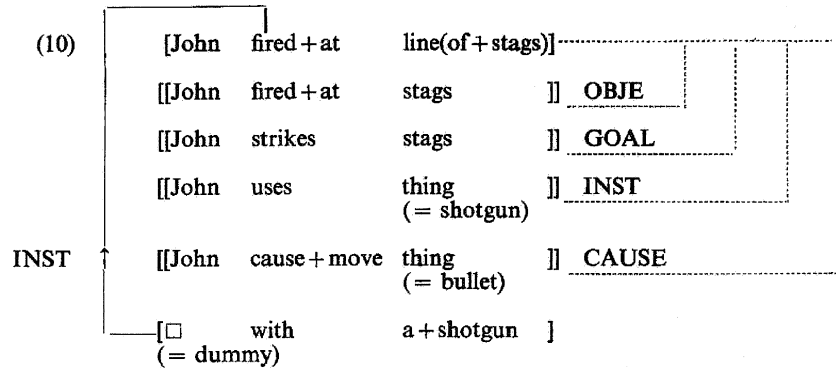 (10) [John fired+at line(of+stags)]
[[John fired+at stags ]] OBJE
[[John strikes stags ]] GOAL
[[John uses thing ]] INST
(= shotgun)
INST ↑ [[John cause+move thing ]] CAUSE
(= bullet)
[□ with a+shotgun ]
(= dummy)